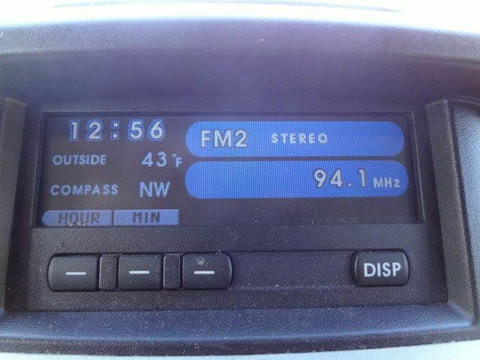 12:56
FM2 STEREO
OUTSIDE 43°F
94.1 MHz
COMPASS NW
HOUR MIN
DISP